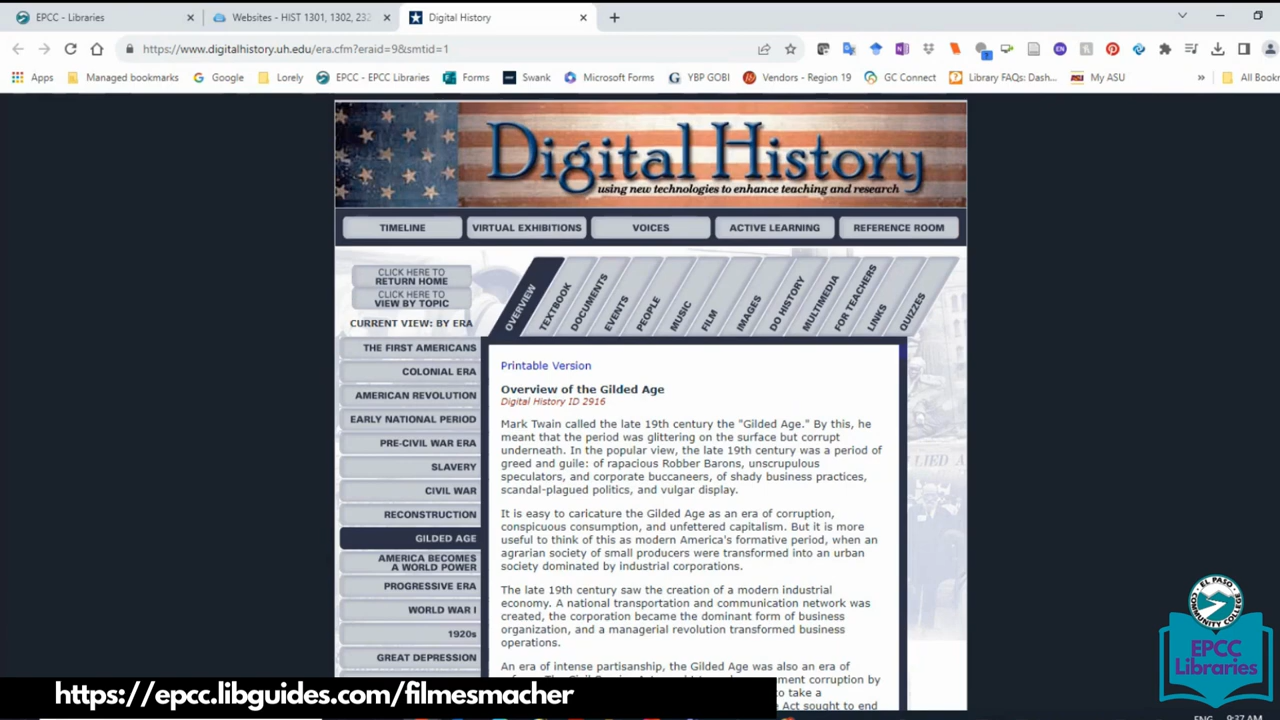 EPCC - Libraries
Websites - HIST 1301, 1302, 232
Digital History
https://www.digitalhistory.uh.edu/era.cfm?eraid=9&smtid=1
Apps
Managed bookmarks
Google
Lorely
EPCC - EPCC Libraries
Forms
Swank
Microsoft Forms
YBP GOBI
Vendors - Region 19
GC Connect
Library FAQs: Dash...
My ASU
»
All Bookm
Digital History
using new technologies to enhance teaching and research
TIMELINE
VIRTUAL EXHIBITIONS
VOICES
ACTIVE LEARNING
REFERENCE ROOM
CLICK HERE TO
RETURN HOME
CLICK HERE TO
VIEW BY TOPIC
CURRENT VIEW: BY ERA
OVERVIEW
TEXTBOOK
DOCUMENTS
EVENTS
PEOPLE
MUSIC
FILM
IMAGES
DO HISTORY
MULTIMEDIA
FOR TEACHERS
LINKS
QUIZZES
THE FIRST AMERICANS
COLONIAL ERA
AMERICAN REVOLUTION
EARLY NATIONAL PERIOD
PRE-CIVIL WAR ERA
SLAVERY
CIVIL WAR
RECONSTRUCTION
GILDED AGE
AMERICA BECOMES
A WORLD POWER
PROGRESSIVE ERA
WORLD WAR I
1920s
GREAT DEPRESSION
Printable Version
Overview of the Gilded Age
Digital History ID 2916
Mark Twain called the late 19th century the "Gilded Age." By this, he
meant that the period was glittering on the surface but corrupt
underneath. In the popular view, the late 19th century was a period of
greed and guile: of rapacious Robber Barons, unscrupulous
speculators, and corporate buccaneers, of shady business practices,
scandal-plagued politics, and vulgar display.
It is easy to caricature the Gilded Age as an era of corruption,
conspicuous consumption, and unfettered capitalism. But it is more
useful to think of this as modern America's formative period, when an
agrarian society of small producers were transformed into an urban
society dominated by industrial corporations.
The late 19th century saw the creation of a modern industrial
economy. A national transportation and communication network was
created, the corporation became the dominant form of business
organization, and a managerial revolution transformed business
operations.
An era of intense partisanship, the Gilded Age was also an era of
ment corruption by
to take a
Act sought to end
https://epcc.libguides.com/filmesmacher
EL PASO
COMMUNITY COLLEGE
EPCC
Libraries
ENG
9:37 AM